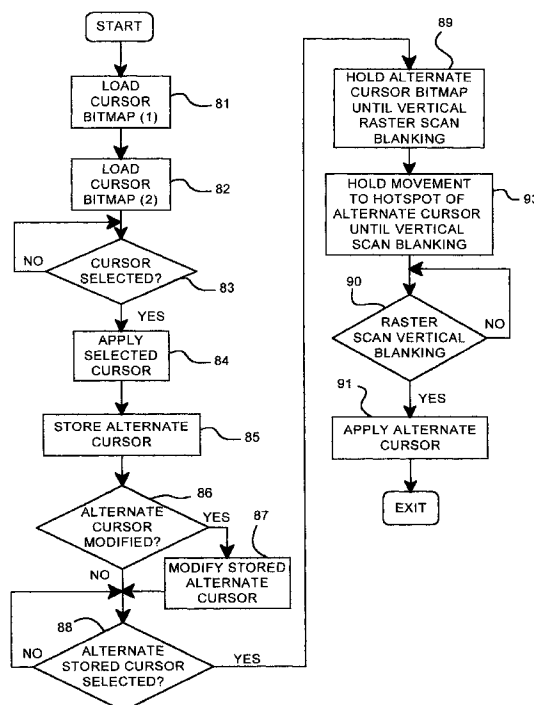 START
LOAD
CURSOR
BITMAP (1)
81
LOAD
CURSOR
BITMAP (2)
82
NO
CURSOR
SELECTED?
83
YES
APPLY
SELECTED
CURSOR
84
STORE ALTERNATE
CURSOR
85
86
ALTERNATE
CURSOR
MODIFIED?
YES
87
NO
MODIFY STORED
ALTERNATE
CURSOR
88
NO
ALTERNATE
STORED CURSOR
SELECTED?
YES
89
HOLD ALTERNATE
CURSOR BITMAP
UNTIL VERTICAL
RASTER SCAN
BLANKING
HOLD MOVEMENT
TO HOTSPOT OF
ALTERNATE CURSOR
UNTIL VERTICAL
SCAN BLANKING
93
90
RASTER
SCAN VERTICAL
BLANKING
NO
YES
91
APPLY ALTERNATE
CURSOR
EXIT